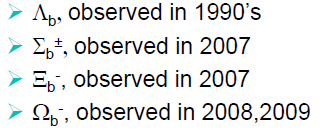 ➢ Λb, observed in 1990's
➢ Σb±, observed in 2007
➢ Ξb-, observed in 2007
➢ Ωb-, observed in 2008,2009